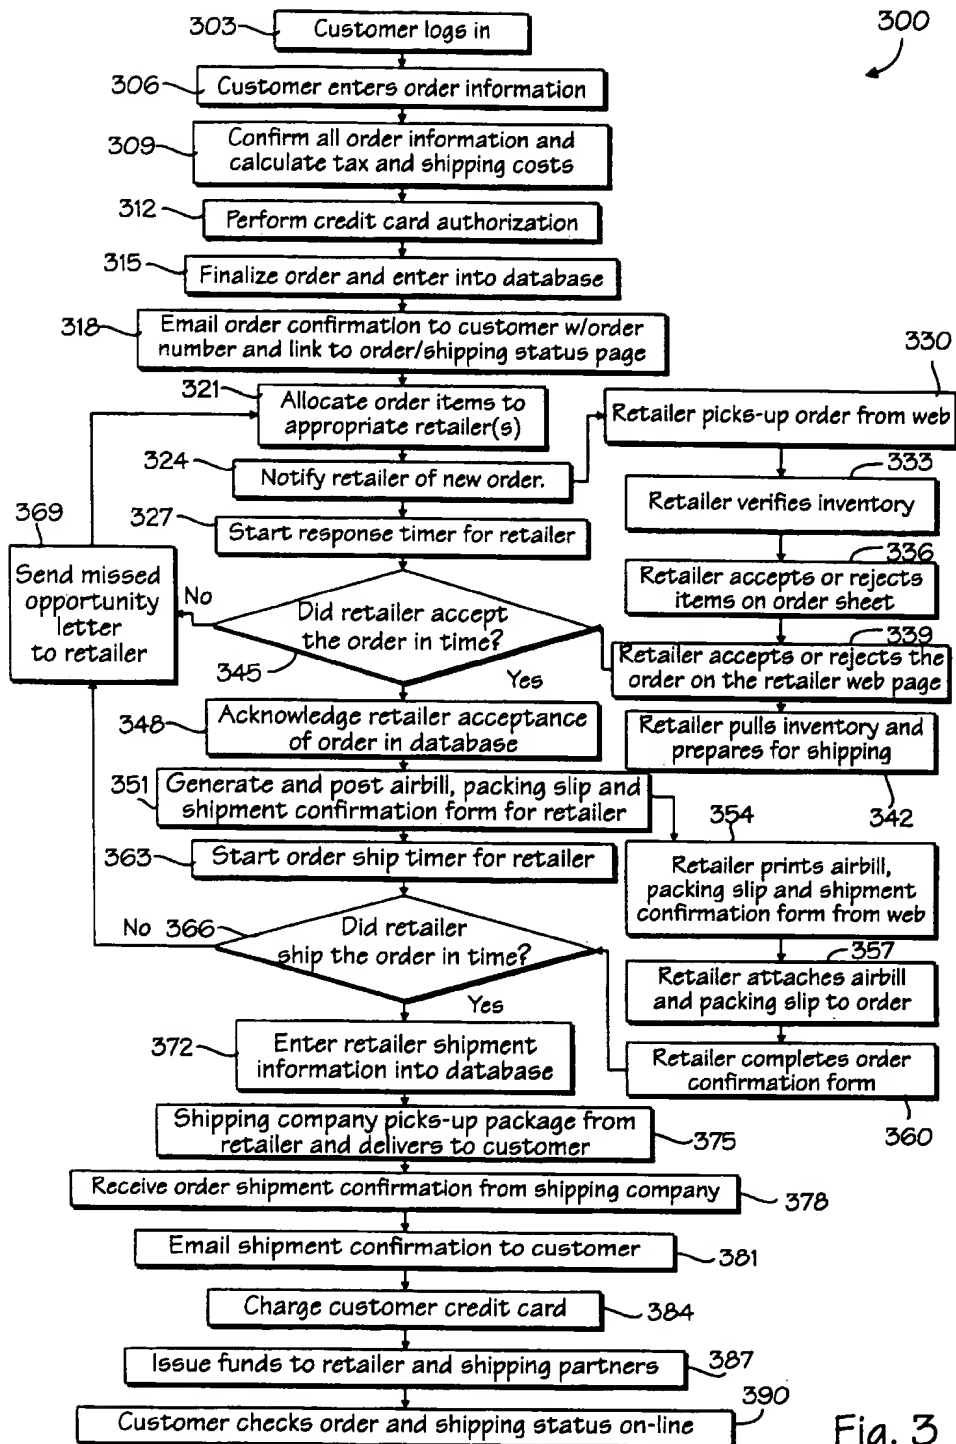 300
303
Customer logs in
306
Customer enters order information
309
Confirm all order information and
calculate tax and shipping costs
312
Perform credit card authorization
315
Finalize order and enter into database
318
Email order confirmation to customer w/order
number and link to order/shipping status page
321
Allocate order items to
appropriate retailer(s)
324
Notify retailer of new order.
327
Start response timer for retailer
330
Retailer picks-up order from web
333
Retailer verifies inventory
336
Retailer accepts or rejects
items on order sheet
339
Retailer accepts or rejects the
order on the retailer web page
Retailer pulls inventory and
prepares for shipping
342
369
Send missed
opportunity
letter
to retailer
No
Did retailer accept
the order in time?
345
Yes
348
Acknowledge retailer acceptance
of order in database
351
Generate and post airbill, packing slip and
shipment confirmation form for retailer
354
Retailer prints airbill,
packing slip and shipment
confirmation form from web
357
Retailer attaches airbill
and packing slip to order
Retailer completes order
confirmation form
360
363
Start order ship timer for retailer
No
366
Did retailer
ship the order in time?
Yes
372
Enter retailer shipment
information into database
Shipping company picks-up package from
retailer and delivers to customer
375
Receive order shipment confirmation from shipping company
378
Email shipment confirmation to customer
381
Charge customer credit card
384
Issue funds to retailer and shipping partners
387
Customer checks order and shipping status on-line
390
Fig. 3